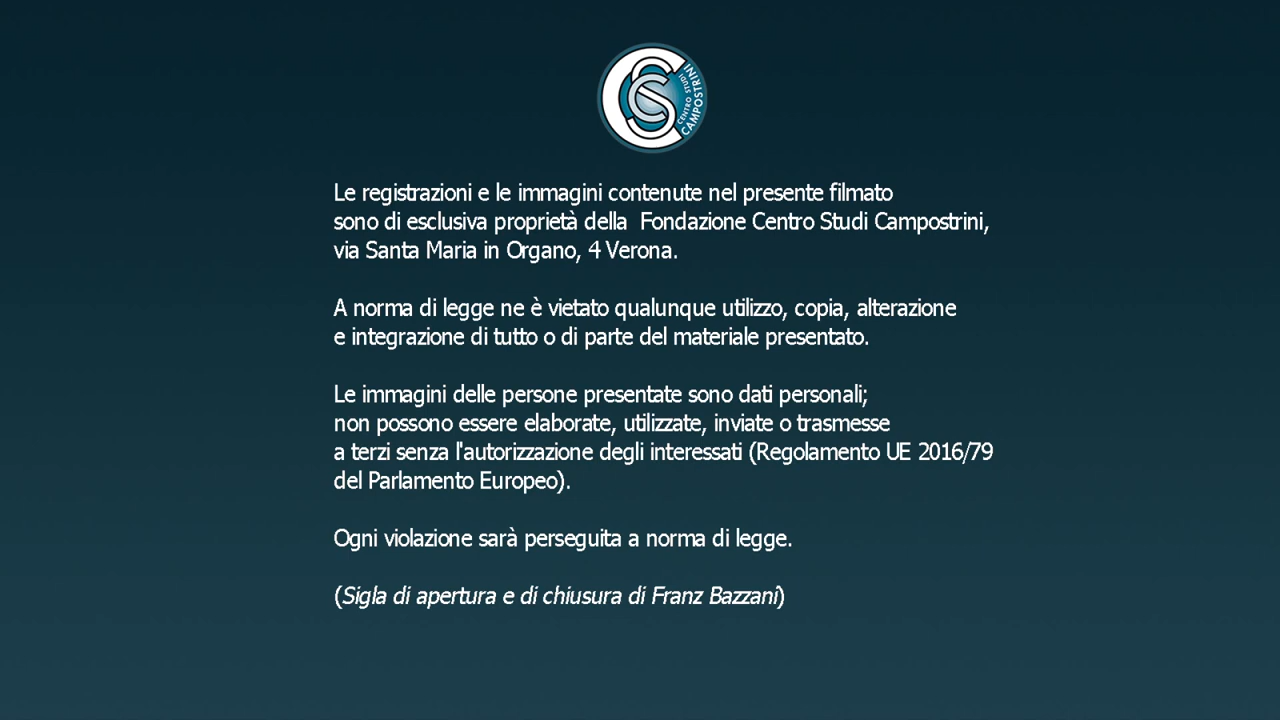 CCS
CENTRO STUDI
CAMPOSTRINI
Le registrazioni e le immagini contenute nel presente filmato
sono di esclusiva proprietà della  Fondazione Centro Studi Campostrini,
via Santa Maria in Organo, 4 Verona.
A norma di legge ne è vietato qualunque utilizzo, copia, alterazione
e integrazione di tutto o di parte del materiale presentato.
Le immagini delle persone presentate sono dati personali;
non possono essere elaborate, utilizzate, inviate o trasmesse
a terzi senza l'autorizzazione degli interessati (Regolamento UE 2016/79
del Parlamento Europeo).
Ogni violazione sarà perseguita a norma di legge.
(Sigla di apertura e di chiusura di Franz Bazzani)